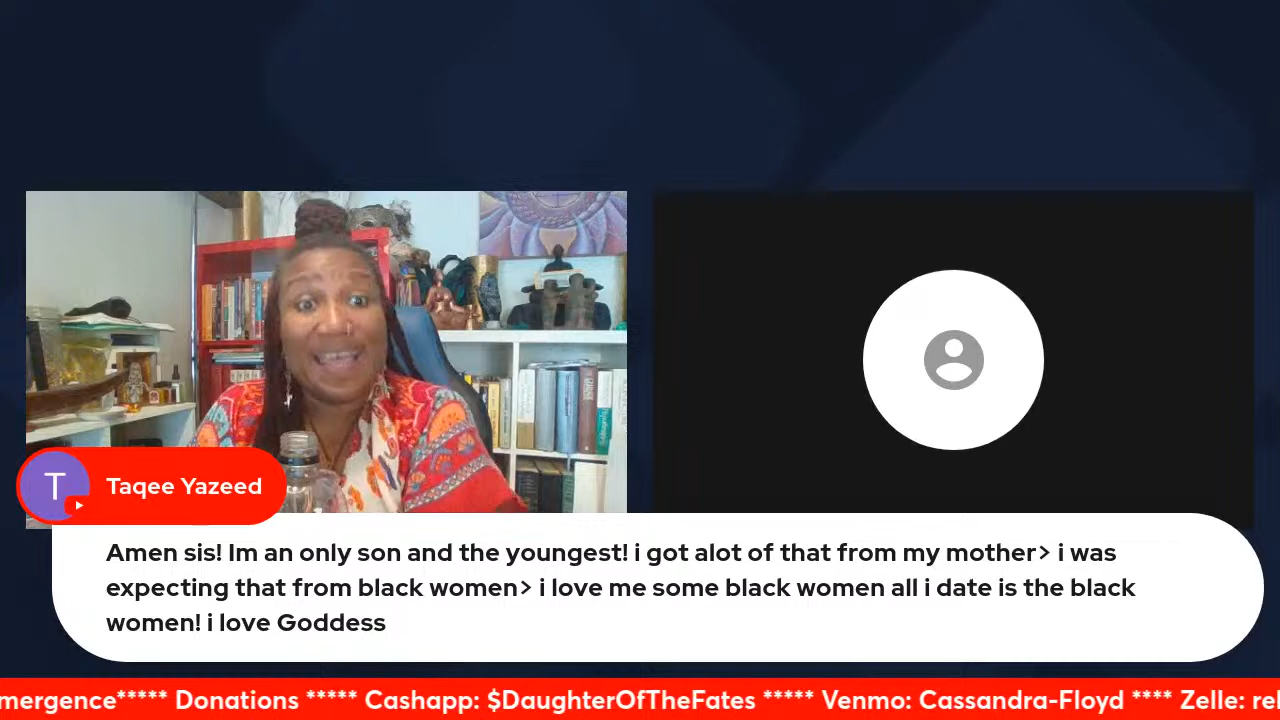 T
Taqee Yazeed
Amen sis! Im an only son and the youngest! i got alot of that from my mother> i was
expecting that from black women> i love me some black women all i date is the black
women! i love Goddess
mergence***** Donations ***** Cashapp: $DaughterOfTheFates ***** Venmo: Cassandra-Floyd **** Zelle: rel